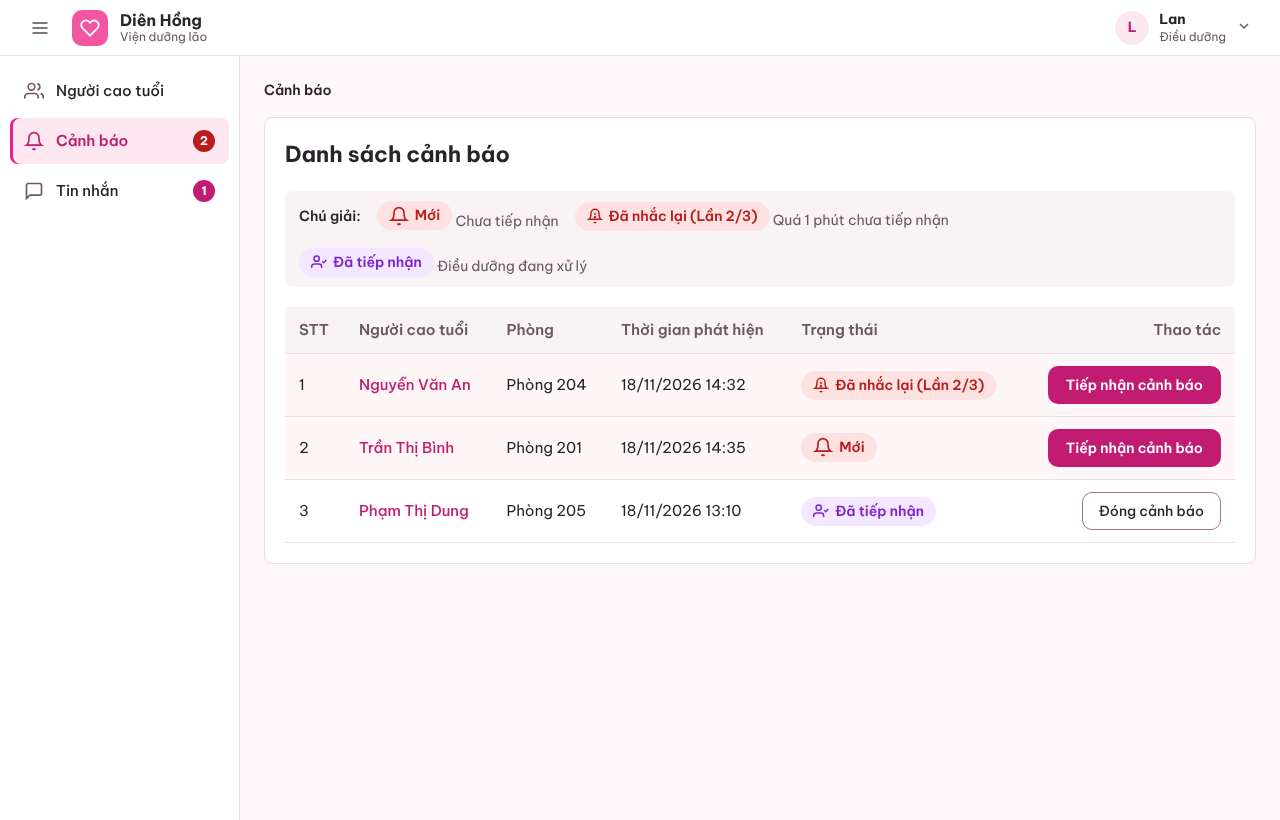 Diên Hồng
Viện dưỡng lão
L
Lan
Điều dưỡng
Người cao tuổi
Cảnh báo 2
Tin nhắn 1
Cảnh báo
Danh sách cảnh báo
Chú giải: Mới Chưa tiếp nhận Đã nhắc lại (Lần 2/3) Quá 1 phút chưa tiếp nhận
Đã tiếp nhận Điều dưỡng đang xử lý
STT Người cao tuổi Phòng Thời gian phát hiện Trạng thái Thao tác
1 Nguyễn Văn An Phòng 204 18/11/2026 14:32 Đã nhắc lại (Lần 2/3) Tiếp nhận cảnh báo
2 Trần Thị Bình Phòng 201 18/11/2026 14:35 Mới Tiếp nhận cảnh báo
3 Phạm Thị Dung Phòng 205 18/11/2026 13:10 Đã tiếp nhận Đóng cảnh báo